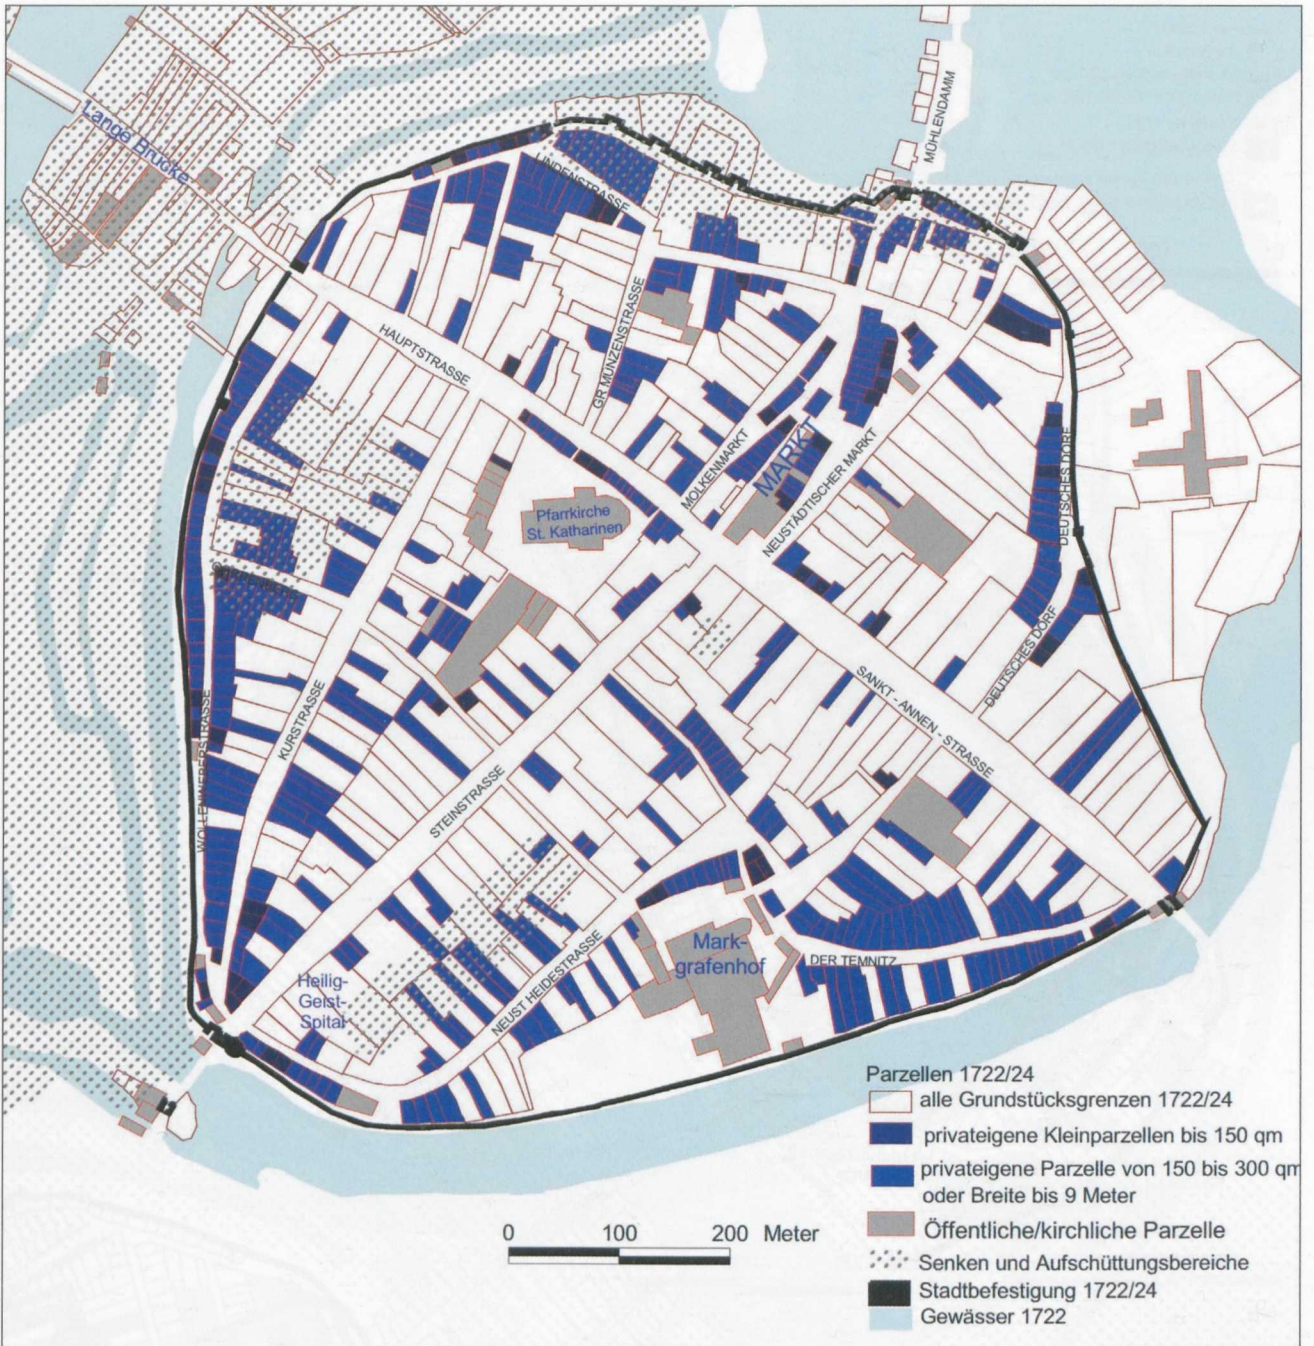 MÜHLENDAMM
Lange Brücke
LINDENSTRASSE
HAUPTSTRASSE
GR MÜNZENSTRASSE
MOLKENMARKT
MARKT
NEUSTÄDTISCHER MARKT
DEUTSCHES DORF
Pfarrkirche
St. Katharinen
DEUTSCHES DORF
SANKT - ANNEN - STRASSE
KURSTRASSE
WOLLENWEBERSTRASSE
STEINSTRASSE
NEUST HEIDESTRASSE
Mark-
grafenhof
DER TEMNITZ
Heilig-
Geist-
Spital
Parzellen 1722/24
alle Grundstücksgrenzen 1722/24
privateigene Kleinparzellen bis 150 qm
privateigene Parzelle von 150 bis 300 qm
oder Breite bis 9 Meter
Öffentliche/kirchliche Parzelle
Senken und Aufschüttungsbereiche
Stadtbefestigung 1722/24
Gewässer 1722
0 100 200 Meter